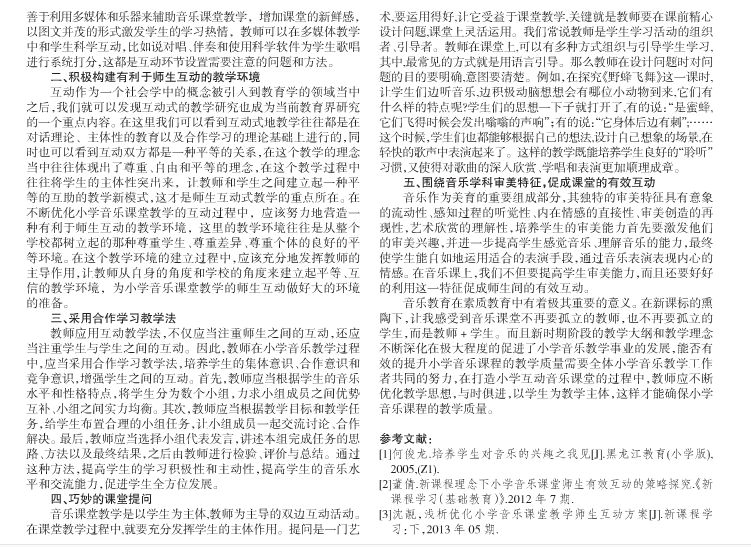 善于利用多媒体和乐器来辅助音乐课堂教学，增加课堂的新鲜感，
以图文并茂的形式激发学生的学习热情，教师可以在多媒体教学
中和学生科学互动,比如说对唱、伴奏和使用科学软件为学生歌唱
进行系统打分,这都是互动环节设置需要注意的问题和方法。
二、积极构建有利于师生互动的教学环境
互动作为一个社会学中的概念被引入到教育学的领域当中
之后,我们就可以发现互动式的教学研究也成为当前教育界研究
的一个重点内容。在这里我们可以看到互动式地教学往往都是在
对话理论、主体性的教育以及合作学习的理论基础上进行的,同
时也可以看到互动双方都是一种平等的关系,在这个教学的理念
当中往往体现出了尊重、自由和平等的理念,在这个教学过程中
往往将学生的主体性突出来，让教师和学生之间建立起一种平
等的互助的教学新模式,这才是师生互动式教学的重点所在。在
不断优化小学音乐课堂教学的互动过程中，应该努力地营造一
种有利于师生互动的教学环境，这里的教学环境往往是从整个
学校都树立起的那种尊重学生、尊重差异、尊重个体的良好的平
等环境。在这个教学环境的建立过程中,应该充分地发挥教师的
主导作用,让教师从自身的角度和学校的角度来建立起平等、互
信的教学环境，为小学音乐课堂教学的师生互动做好大的环境
的准备。
三、采用合作学习教学法
教师应用互动教学法,不仅应当注重师生之间的互动,还应
当注重学生与学生之间的互动。因此,教师在小学音乐教学过程
中,应当采用合作学习教学法,培养学生的集体意识、合作意识和
竞争意识,增强学生之间的互动。首先,教师应当根据学生的音乐
水平和性格特点,将学生分为数个小组,力求小组成员之间优势
互补、小组之间实力均衡。其次,教师应当根据教学目标和教学任
务,给学生布置合理的小组任务,让小组成员一起交流讨论、合作
解决。最后,教师应当选择小组代表发言,讲述本组完成任务的思
路、方法以及最终结果,之后由教师进行检验、评价与总结。通过
这种方法,提高学生的学习积极性和主动性,提高学生的音乐水
平和交流能力,促进学生全方位发展。
四、巧妙的课堂提问
音乐课堂教学是以学生为主体,教师为主导的双边互动活动。
在课堂教学过程中,就要充分发挥学生的主体作用。提问是一门艺
术,要运用得好,让它受益于课堂教学,关键就是教师要在课前精心
设计问题,课堂上灵活运用。我们常说教师是学生学习活动的组织
者、引导者。教师在课堂上,可以有多种方式组织与引导学生学习,
其中,最常见的方式就是用语言引导。那么教师在设计问题时对问
题的目的要明确,意图要清楚。例如,在探究《野蜂飞舞》这一课时,
让学生们边听音乐,边积极动脑想想会有哪位小动物到来,它们有
什么样的特点呢?学生们的思想一下子就打开了,有的说:“是蜜蜂,
它们飞得时候会发出嗡嗡的声响”;有的说:“它身体后边有刺”;……
这个时候,学生们也都能够根据自己的想法,设计自己想象的场景,在
轻快的歌声中表演起来了。这样的教学既能培养学生良好的“聆听”
习惯,又使得对歌曲的深入欣赏、学唱和表演更加顺理成章。
五、围绕音乐学科审美特征,促成课堂的有效互动
音乐作为美育的重要组成部分,其独特的审美特征具有意象
的流动性、感知过程的听觉性、内在情感的直接性、审美创造的再
现性,艺术欣赏的理解性,培养学生的审美能力首先要激发他们
的审美兴趣,并进一步提高学生感觉音乐、理解音乐的能力,最终
使学生能自如地运用适合的表演手段,通过音乐表演表现内心的
情感。在音乐课上,我们不但要提高学生审美能力,而且还要好好
的利用这一特征促成师生间的有效互动。
音乐教育在素质教育中有着极其重要的意义。在新课标的熏
陶下,让我感受到音乐课堂不再要孤立的教师,也不再要孤立的
学生,而是教师+学生。而且新时期阶段的教学大纲和教学理念
不断深化在极大程度的促进了小学音乐教学事业的发展,能否有
效的提升小学音乐课程的教学质量需要全体小学音乐教学工作
者共同的努力,在打造小学互动音乐课堂的过程中,教师应不断
优化教学思想,与时俱进,以学生为教学主体,这样才能确保小学
音乐课程的教学质量。
参考文献:
[1]何俊龙.培养学生对音乐的兴趣之我见[J].黑龙江教育(小学版),
2005,(Z1).
[2]董倩.新课程理念下小学音乐课堂师生有效互动的策略探究.《新
课程学习(基础教育)》.2012年7期.
[3]沈靓,浅析优化小学音乐课堂教学师生互动方案[J].新课程学
习:下,2013年05期.